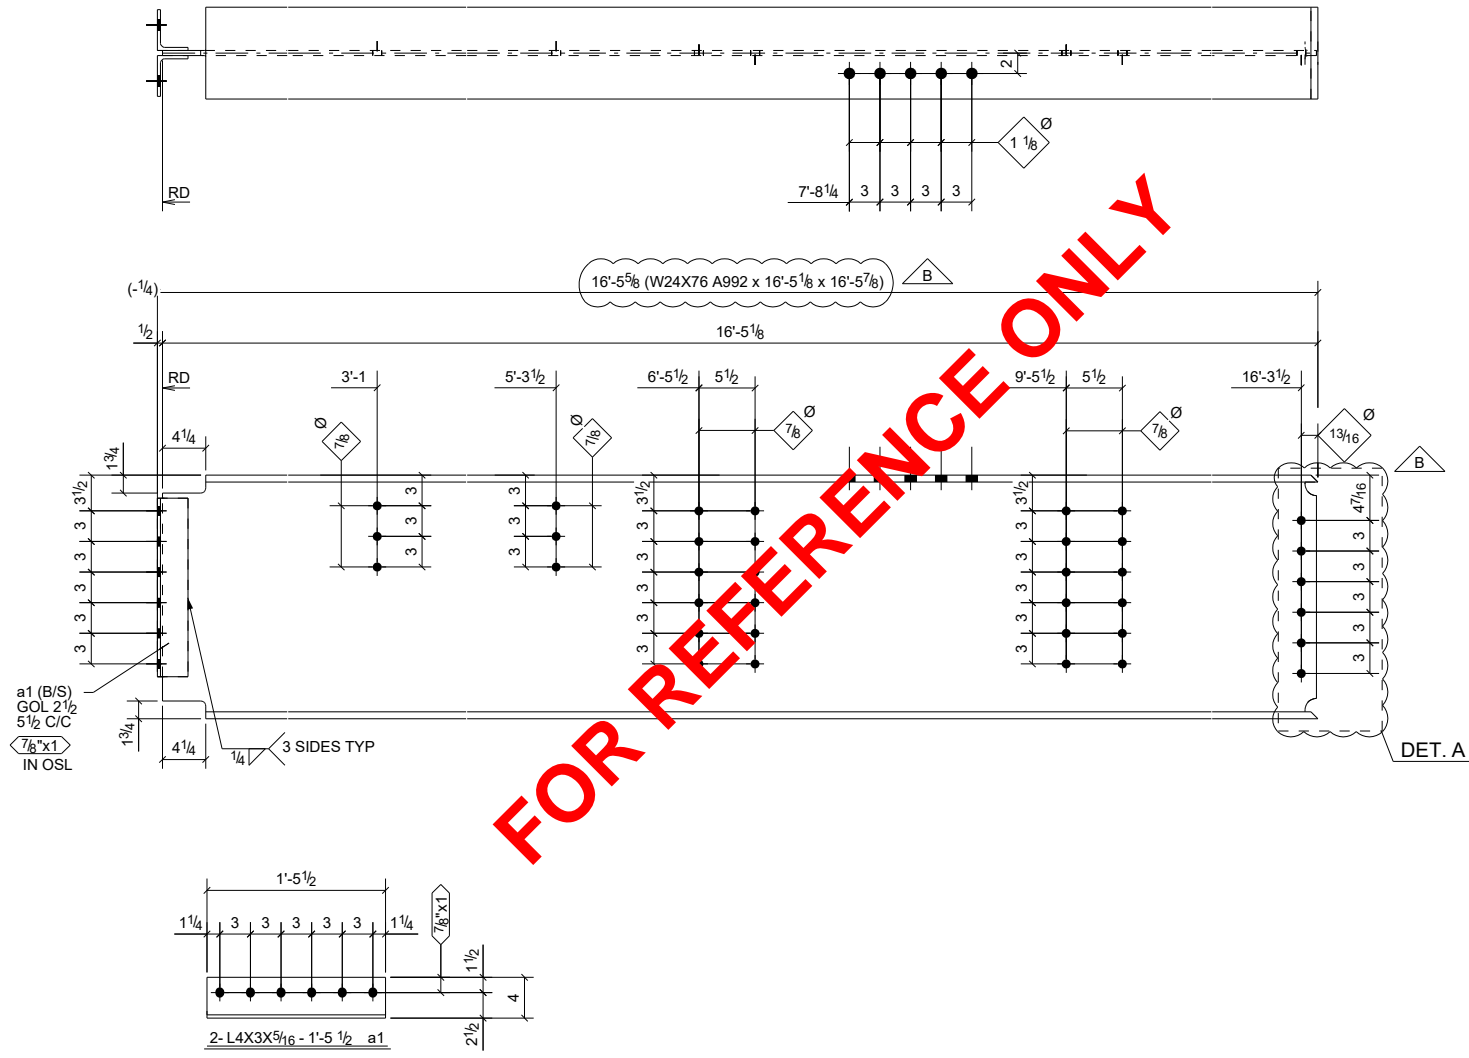 2
Ø
1 1/8
RD
7'-8 1/4 3 3 3 3
16'-5 5/8 (W24X76 A992 x 16'-5 1/8 x 16'-5 7/8)
B
(-1/4)
1/2
16'-5 1/8
RD
3'-1
5'-3 1/2
6'-5 1/2
5 1/2
9'-5 1/2
5 1/2
16'-3 1/2
Ø
7/8
Ø
7/8
Ø
7/8
Ø
7/8
Ø
13/16
B
4 1/4
1 3/4
3 1/2
3
3
3
3
3
3
3
3
3
3
3
3 1/2
3
3
3
3
3
3 1/2
3
3
3
3
3
4 7/16
3
3
3
3
3
a1 (B/S)
GOL 2 1/2
5 1/2 C/C
7/8"x1
IN OSL
1 3/4
4 1/4
1/4
3 SIDES TYP
DET. A
FOR REFERENCE ONLY
1'-5 1/2
1 1/4 3 3 3 3 3 1 1/4
7/8"x1
1 1/2
4
2 1/2
2- L4X3X5/16 - 1'-5 1/2 a1